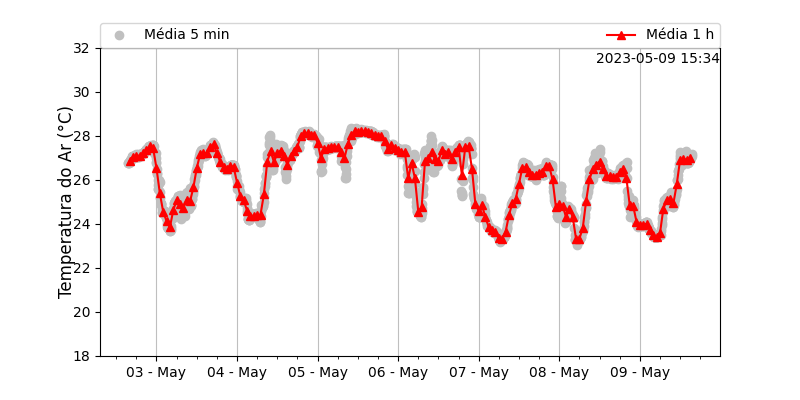 Média 5 min
Média 1 h
2023-05-09 15:34
Temperatura do Ar (°C)
32
30
28
26
24
22
20
18
03 - May
04 - May
05 - May
06 - May
07 - May
08 - May
09 - May